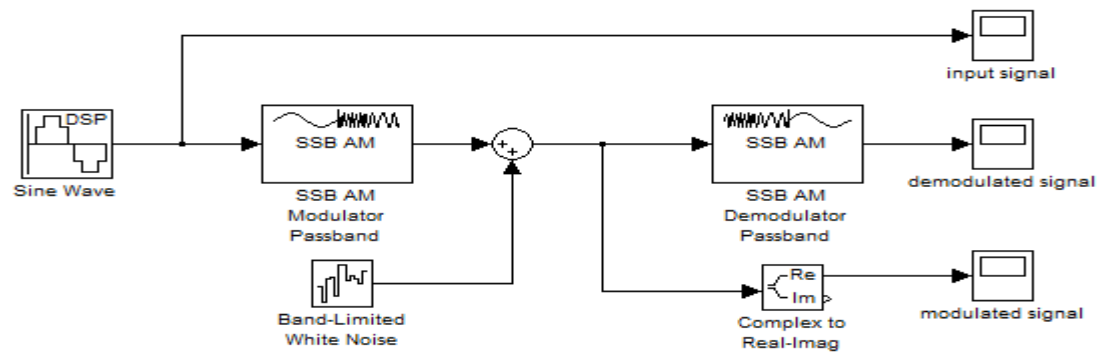 input signal
DSP
Sine Wave
SSB AM
SSB AM
Modulator
Passband
SSB AM
SSB AM
Demodulator
Passband
demodulated signal
Band-Limited
White Noise
Re
Im
Complex to
Real-Imag
modulated signal